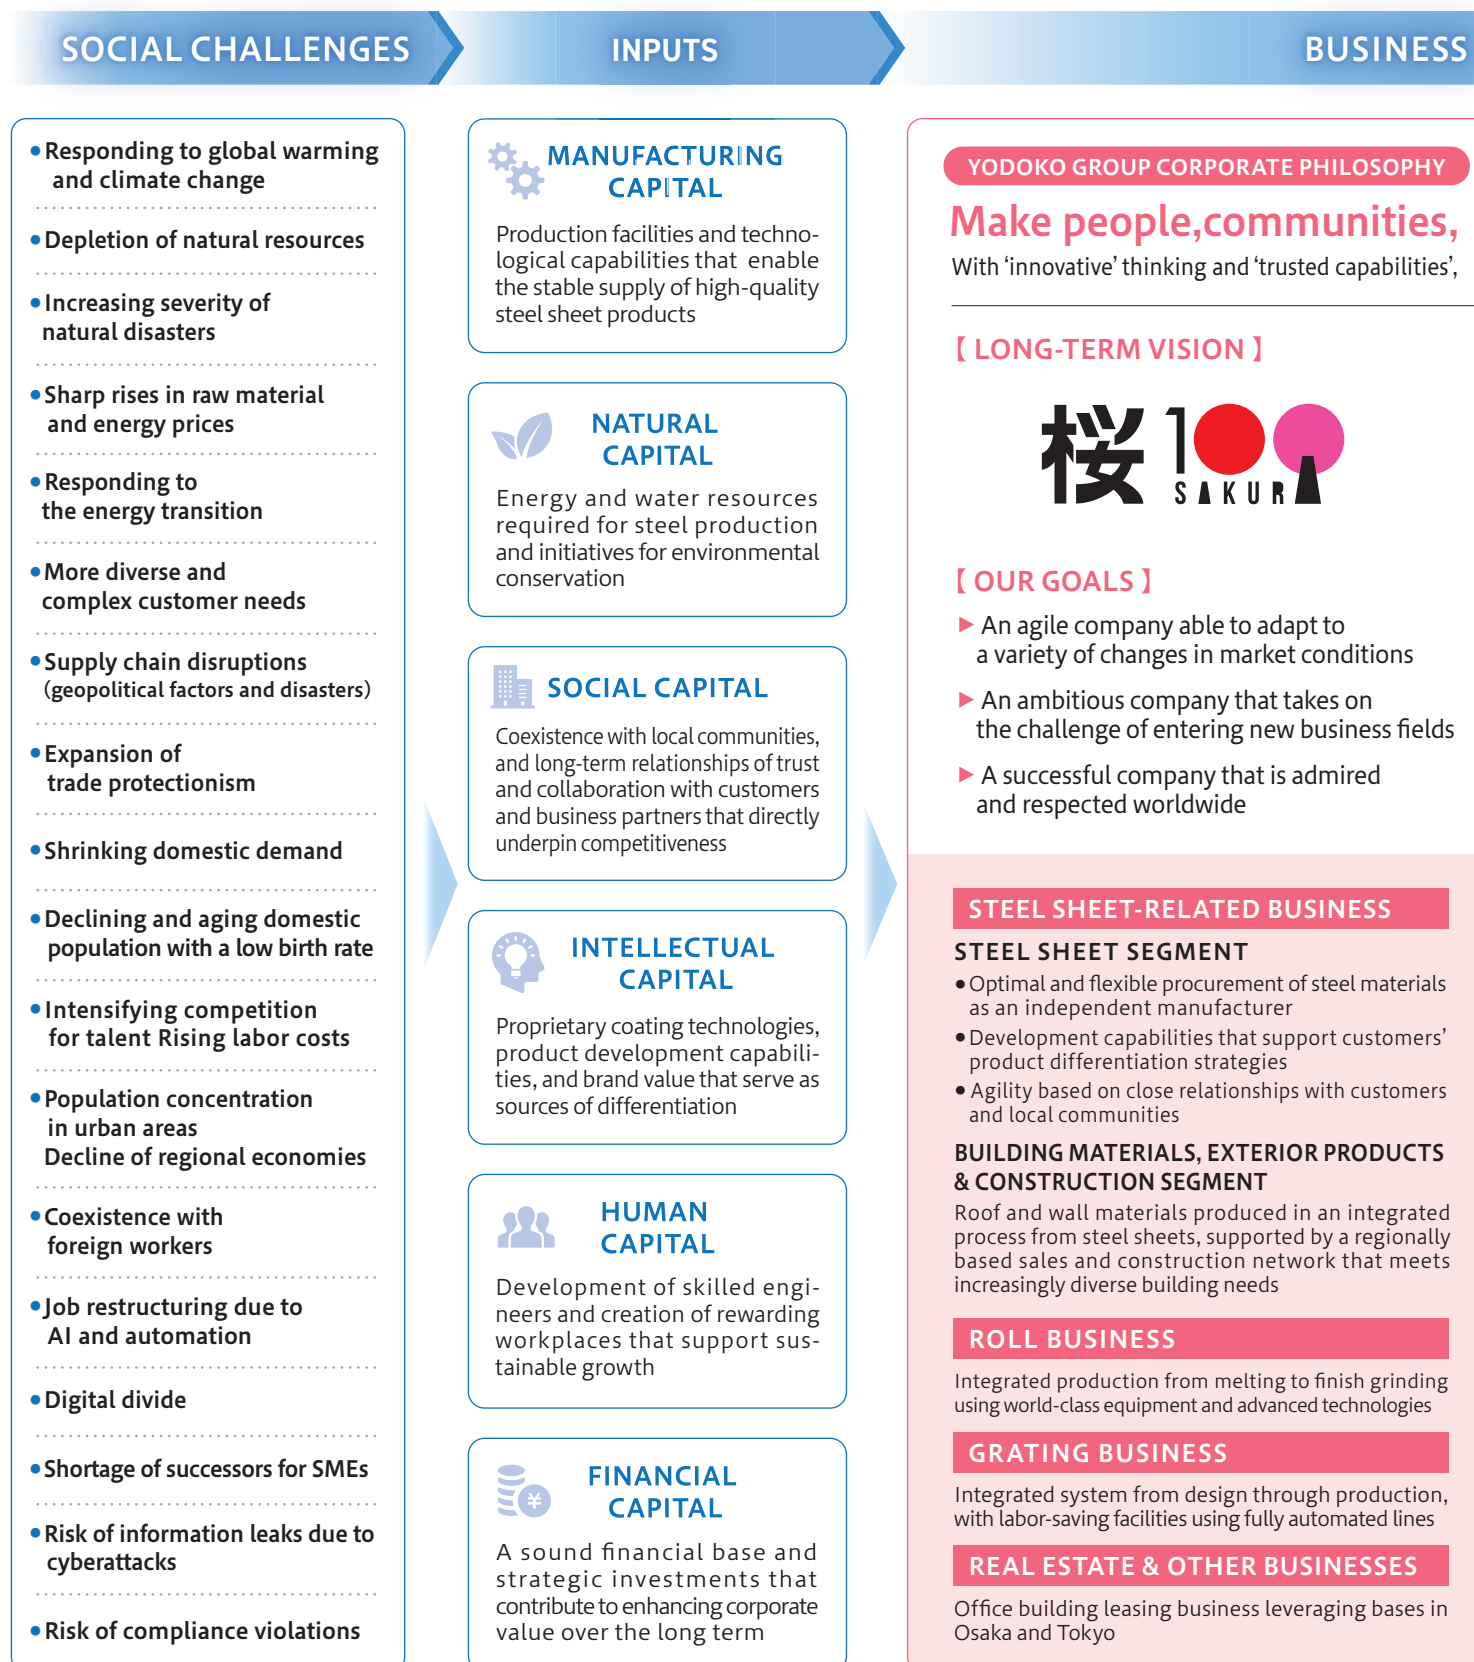 SOCIAL CHALLENGES
INPUTS
BUSINESS
•Responding to global warming
and climate change
•Depletion of natural resources
•Increasing severity of
natural disasters
•Sharp rises in raw material
and energy prices
•Responding to
the energy transition
•More diverse and
complex customer needs
•Supply chain disruptions
(geopolitical factors and disasters)
•Expansion of
trade protectionism
•Shrinking domestic demand
•Declining and aging domestic
population with a low birth rate
•Intensifying competition
for talent Rising labor costs
•Population concentration
in urban areas
Decline of regional economies
•Coexistence with
foreign workers
•Job restructuring due to
AI and automation
•Digital divide
•Shortage of successors for SMEs
•Risk of information leaks due to
cyberattacks
•Risk of compliance violations
MANUFACTURING
CAPITAL
Production facilities and techno-
logical capabilities that enable
the stable supply of high-quality
steel sheet products
NATURAL
CAPITAL
Energy and water resources
required for steel production
and initiatives for environmental
conservation
SOCIAL CAPITAL
Coexistence with local communities,
and long-term relationships of trust
and collaboration with customers
and business partners that directly
underpin competitiveness
INTELLECTUAL
CAPITAL
Proprietary coating technologies,
product development capabili-
ties, and brand value that serve as
sources of differentiation
HUMAN
CAPITAL
Development of skilled engi-
neers and creation of rewarding
workplaces that support sus-
tainable growth
¥
FINANCIAL
CAPITAL
A sound financial base and
strategic investments that
contribute to enhancing corporate
value over the long term
YODOKO GROUP CORPORATE PHILOSOPHY
Make people,communities,
With ‘innovative’ thinking and ‘trusted capabilities’,
【 LONG-TERM VISION 】
桜 100
SAKURA
【 OUR GOALS 】
▶ An agile company able to adapt to
a variety of changes in market conditions
▶ An ambitious company that takes on
the challenge of entering new business fields
▶ A successful company that is admired
and respected worldwide
STEEL SHEET-RELATED BUSINESS
STEEL SHEET SEGMENT
•Optimal and flexible procurement of steel materials
as an independent manufacturer
•Development capabilities that support customers’
product differentiation strategies
•Agility based on close relationships with customers
and local communities
BUILDING MATERIALS, EXTERIOR PRODUCTS
& CONSTRUCTION SEGMENT
Roof and wall materials produced in an integrated
process from steel sheets, supported by a regionally
based sales and construction network that meets
increasingly diverse building needs
ROLL BUSINESS
Integrated production from melting to finish grinding
using world-class equipment and advanced technologies
GRATING BUSINESS
Integrated system from design through production,
with labor-saving facilities using fully automated lines
REAL ESTATE & OTHER BUSINESSES
Office building leasing business leveraging bases in
Osaka and Tokyo